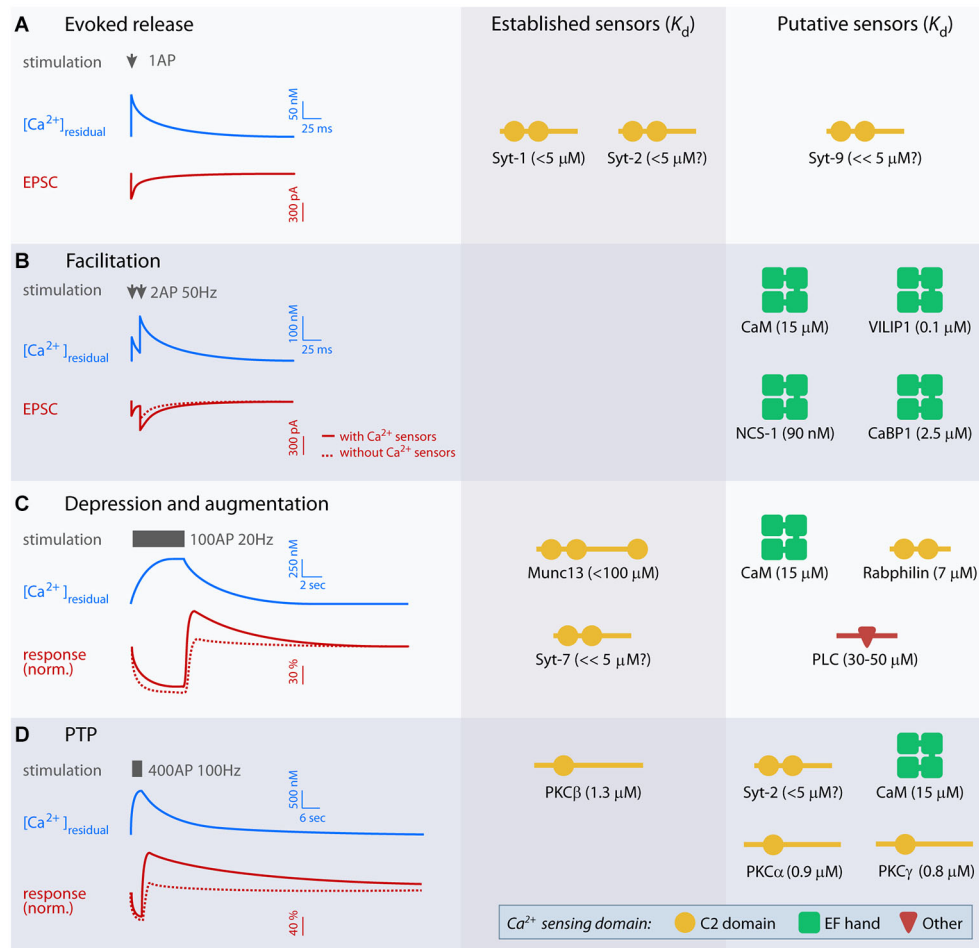 A Evoked release
Established sensors (Kd)
Putative sensors (Kd)
stimulation
1AP
[Ca²⁺]residual
50 nM
25 ms
EPSC
300 pA
Syt-1 (<5 µM)
Syt-2 (<5 µM?)
Syt-9 (<< 5 µM?)
B Facilitation
stimulation
2AP 50Hz
[Ca²⁺]residual
100 nM
25 ms
EPSC
300 pA
with Ca²⁺ sensors
without Ca²⁺ sensors
CaM (15 µM)
VILIP1 (0.1 µM)
NCS-1 (90 nM)
CaBP1 (2.5 µM)
C Depression and augmentation
stimulation
100AP 20Hz
[Ca²⁺]residual
250 nM
2 sec
response
(norm.)
30 %
Munc13 (<100 µM)
Syt-7 (<< 5 µM?)
CaM (15 µM)
Rabphilin (7 µM)
PLC (30-50 µM)
D PTP
stimulation
400AP 100Hz
[Ca²⁺]residual
500 nM
6 sec
response
(norm.)
40 %
PKCβ (1.3 µM)
Syt-2 (<5 µM?)
CaM (15 µM)
PKCα (0.9 µM)
PKCγ (0.8 µM)
Ca²⁺ sensing domain:
C2 domain
EF hand
Other